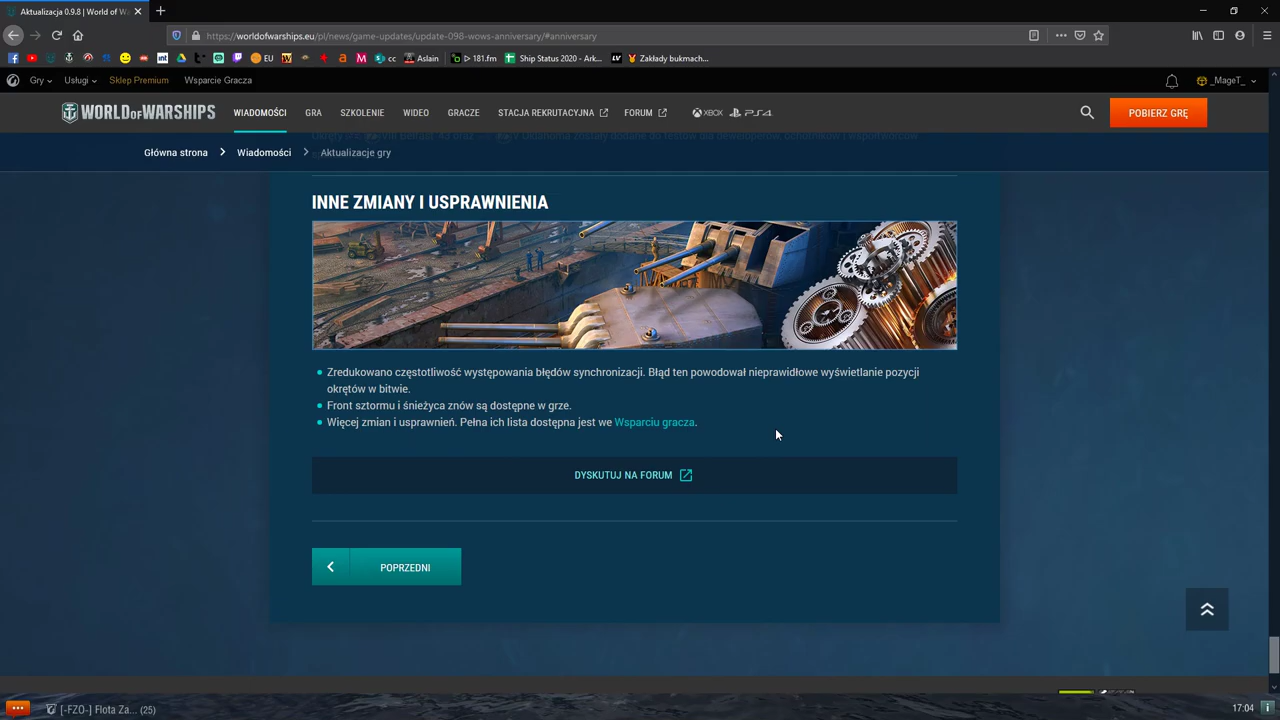 Aktualizacja 0.9.8 | World of Wa
https://worldofwarships.eu/pl/news/game-updates/update-098-wows-anniversary/#anniversary
EU
cc
Aslain
181.fm
Ship Status 2020 - Ark...
LV
Zakłady bukmach...
Gry
Usługi
Sklep Premium
Wsparcie Gracza
_MageT_
WORLD OF WARSHIPS
WIADOMOŚCI
GRA
SZKOLENIE
WIDEO
GRACZE
STACJA REKRUTACYJNA
FORUM
XBOX
PS4
POBIERZ GRĘ
Główna strona
Wiadomości
Aktualizacje gry
INNE ZMIANY I USPRAWNIENIA
Zredukowano częstotliwość występowania błędów synchronizacji. Błąd ten powodował nieprawidłowe wyświetlanie pozycji
okrętów w bitwie.
Front sztormu i śnieżyca znów są dostępne w grze.
Więcej zmian i usprawnień. Pełna ich lista dostępna jest we Wsparciu gracza.
DYSKUTUJ NA FORUM
POPRZEDNI
[-FZO-] Flota Za... (25)
17:04